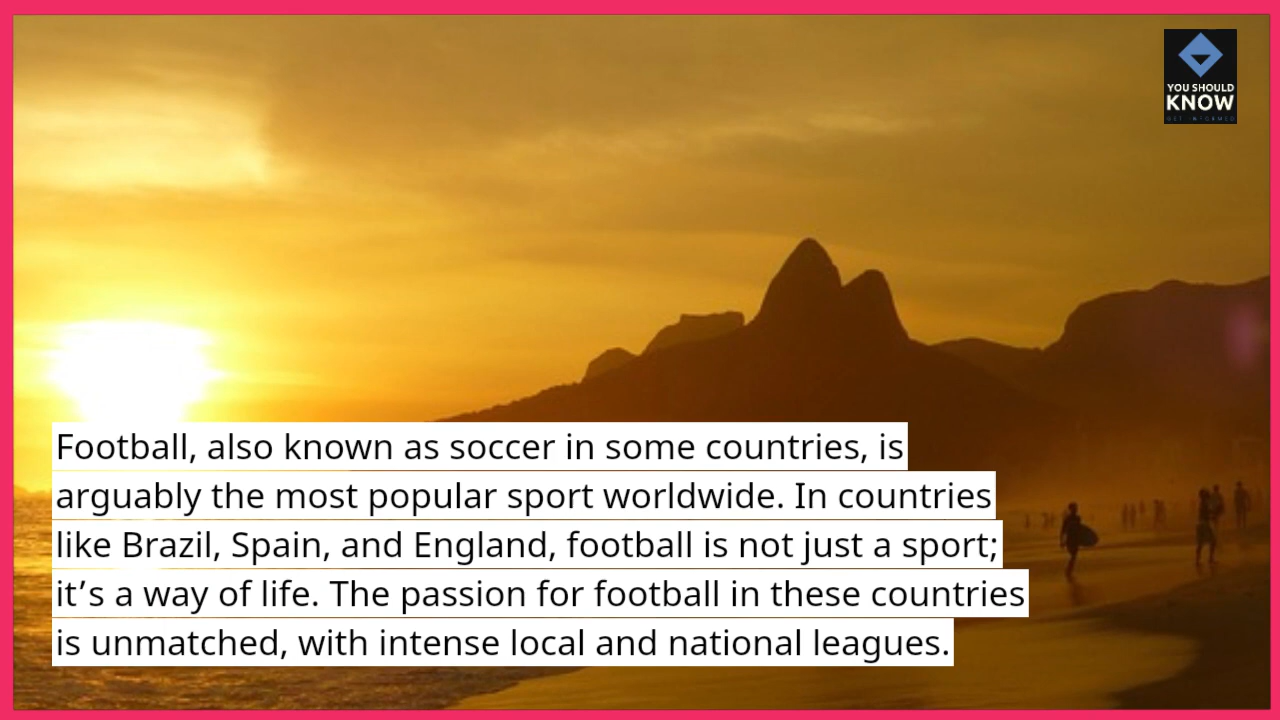 YOU SHOULD
KNOW
GET INFORMED
Football, also known as soccer in some countries, is
arguably the most popular sport worldwide. In countries
like Brazil, Spain, and England, football is not just a sport;
it’s a way of life. The passion for football in these countries
is unmatched, with intense local and national leagues.